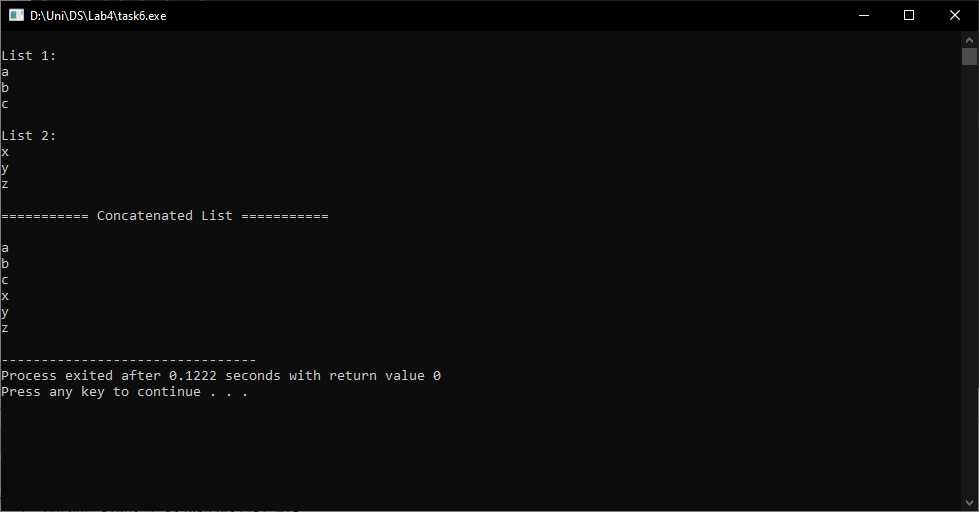 D:\Uni\DS\Lab4\task6.exe
List 1:
a
b
c
List 2:
x
y
z
=========== Concatenated List ===========
a
b
c
x
y
z
--------------------------------
Process exited after 0.1222 seconds with return value 0
Press any key to continue . . .